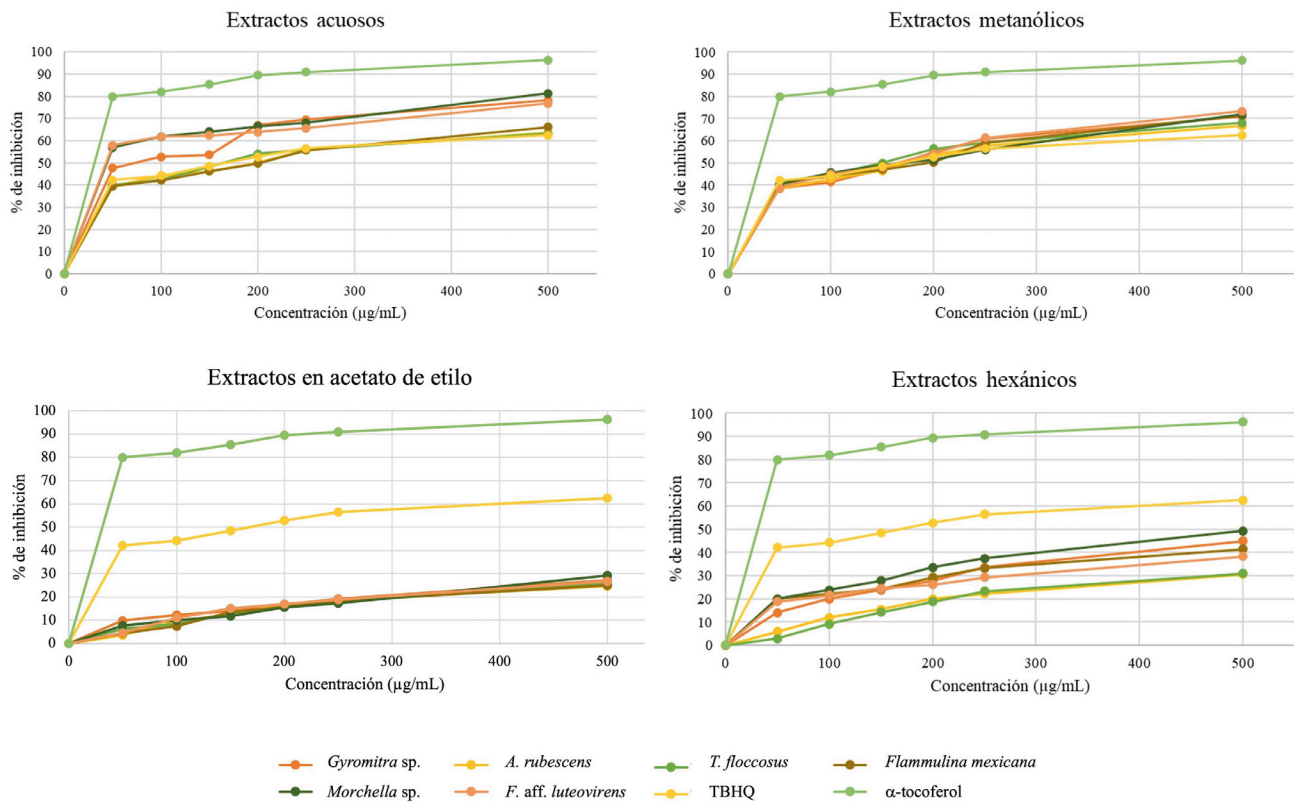 Extractos acuosos
100
90
80
70
60
50
40
30
20
10
0
% de inhibición
0 100 200 300 400 500
Concentración (µg/mL)
Extractos metanólicos
100
90
80
70
60
50
40
30
20
10
0
% de inhibición
0 100 200 300 400 500
Concentración (µg/mL)
Extractos en acetato de etilo
100
90
80
70
60
50
40
30
20
10
0
% de inhibición
0 100 200 300 400 500
Concentración (µg/mL)
Extractos hexánicos
100
90
80
70
60
50
40
30
20
10
0
% de inhibición
0 100 200 300 400 500
Concentración (µg/mL)
Gyromitra sp. A. rubescens T. floccosus Flammulina mexicana
Morchella sp. F. aff. luteovirens TBHQ α-tocoferol